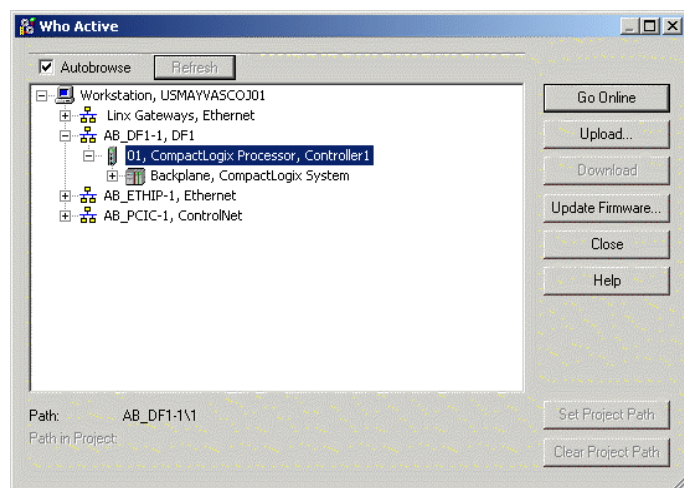 Who Active
Autobrowse
Refresh
Workstation, USMAYVASCOJ01
Linx Gateways, Ethernet
AB_DF1-1, DF1
01, CompactLogix Processor, Controller1
Backplane, CompactLogix System
AB_ETHIP-1, Ethernet
AB_PCIC-1, ControlNet
Go Online
Upload...
Download
Update Firmware...
Close
Help
Path: AB_DF1-1\1
Path in Project:
Set Project Path
Clear Project Path